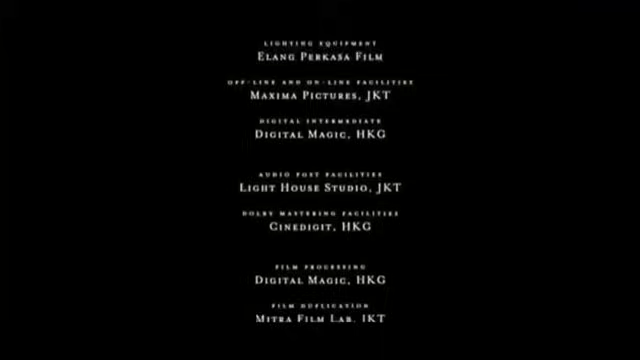 LIGHTING EQUIPMENT
ELANG PERKASA FILM
OFF-LINE AND ON-LINE FACILITIES
MAXIMA PICTURES, JKT
DIGITAL INTERMEDIATE
DIGITAL MAGIC, HKG
AUDIO POST FACILITIES
LIGHT HOUSE STUDIO, JKT
DOLBY MASTERING FACILITIES
CINEDIGIT, HKG
FILM PROCESSING
DIGITAL MAGIC, HKG
FILM DUPLICATION
MITRA FILM LAB, JKT